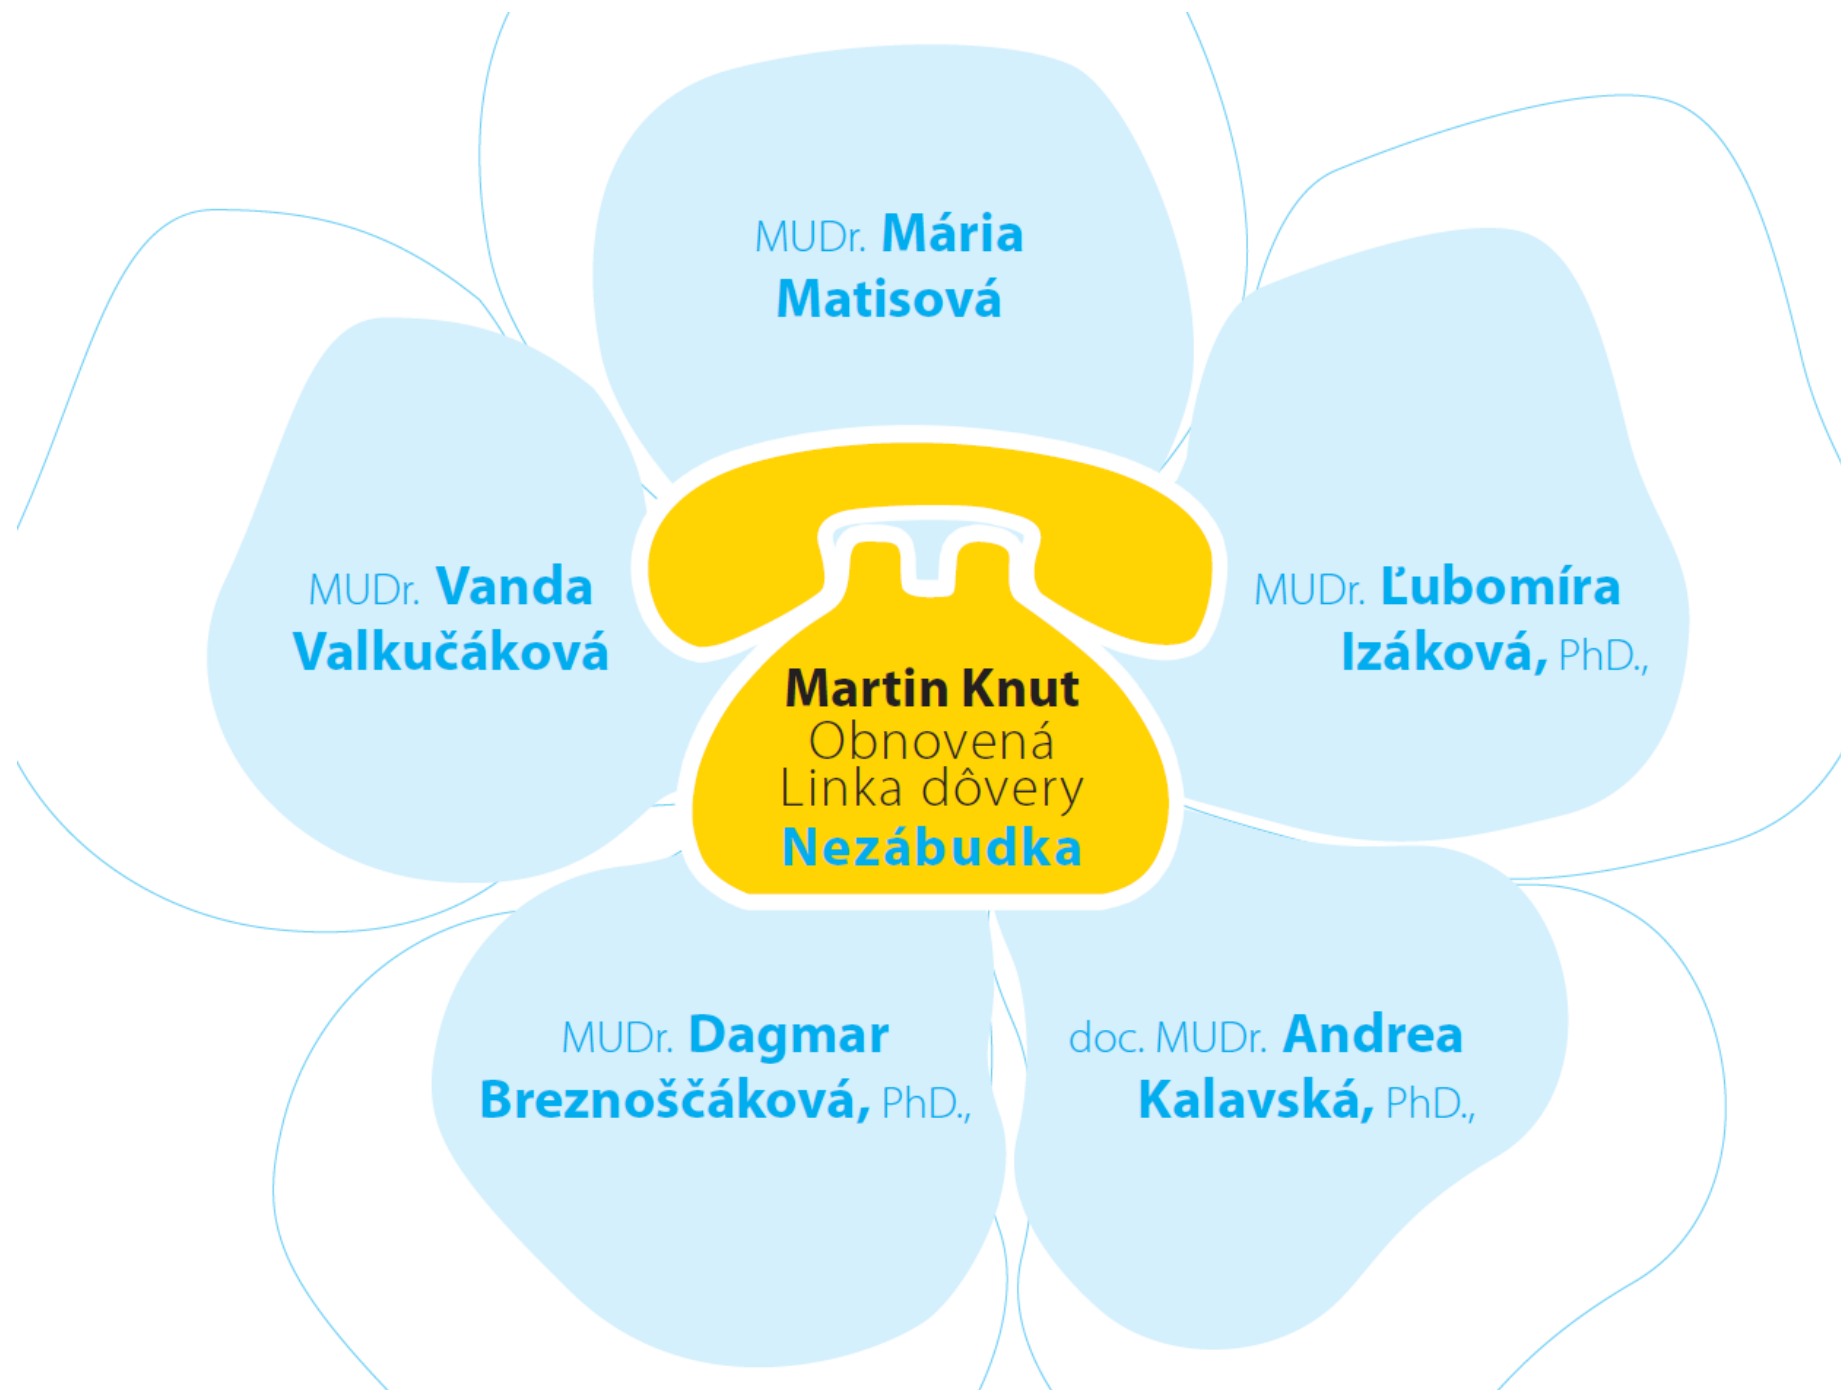 MUDr. Mária
Matisová
MUDr. Vanda
Valkučáková
MUDr. Ľubomíra
Izáková, PhD.,
Martin Knut
Obnovená
Linka dôvery
Nezábudka
MUDr. Dagmar
Breznoščáková, PhD.,
doc. MUDr. Andrea
Kalavská, PhD.,